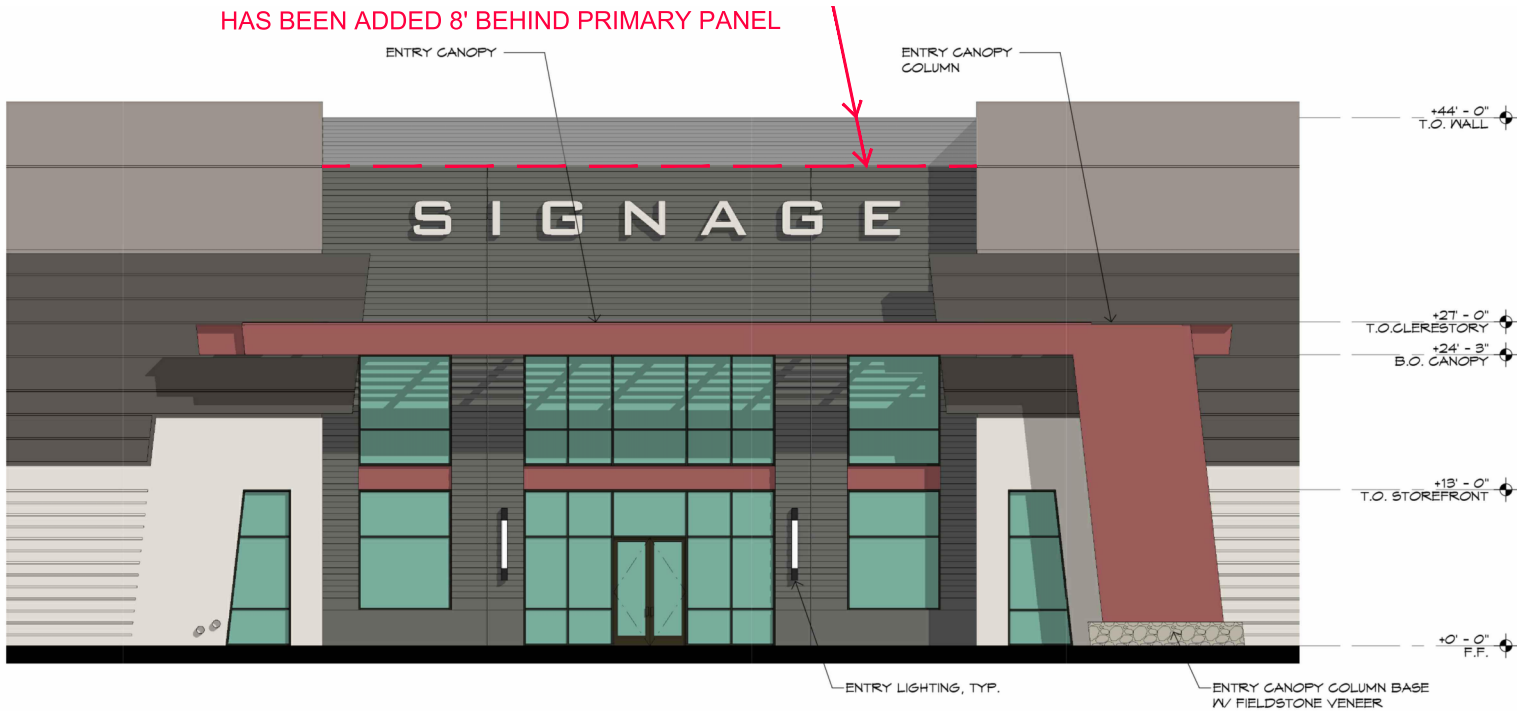 HAS BEEN ADDED 8' BEHIND PRIMARY PANEL
ENTRY CANOPY
ENTRY CANOPY
COLUMN
+44' - 0"
T.O. WALL
SIGNAGE
+27' - 0"
T.O.CLERESTORY
+24' - 3"
B.O. CANOPY
+13' - 0"
T.O. STOREFRONT
+0' - 0"
F.F.
ENTRY LIGHTING, TYP.
ENTRY CANOPY COLUMN BASE
W/ FIELDSTONE VENEER